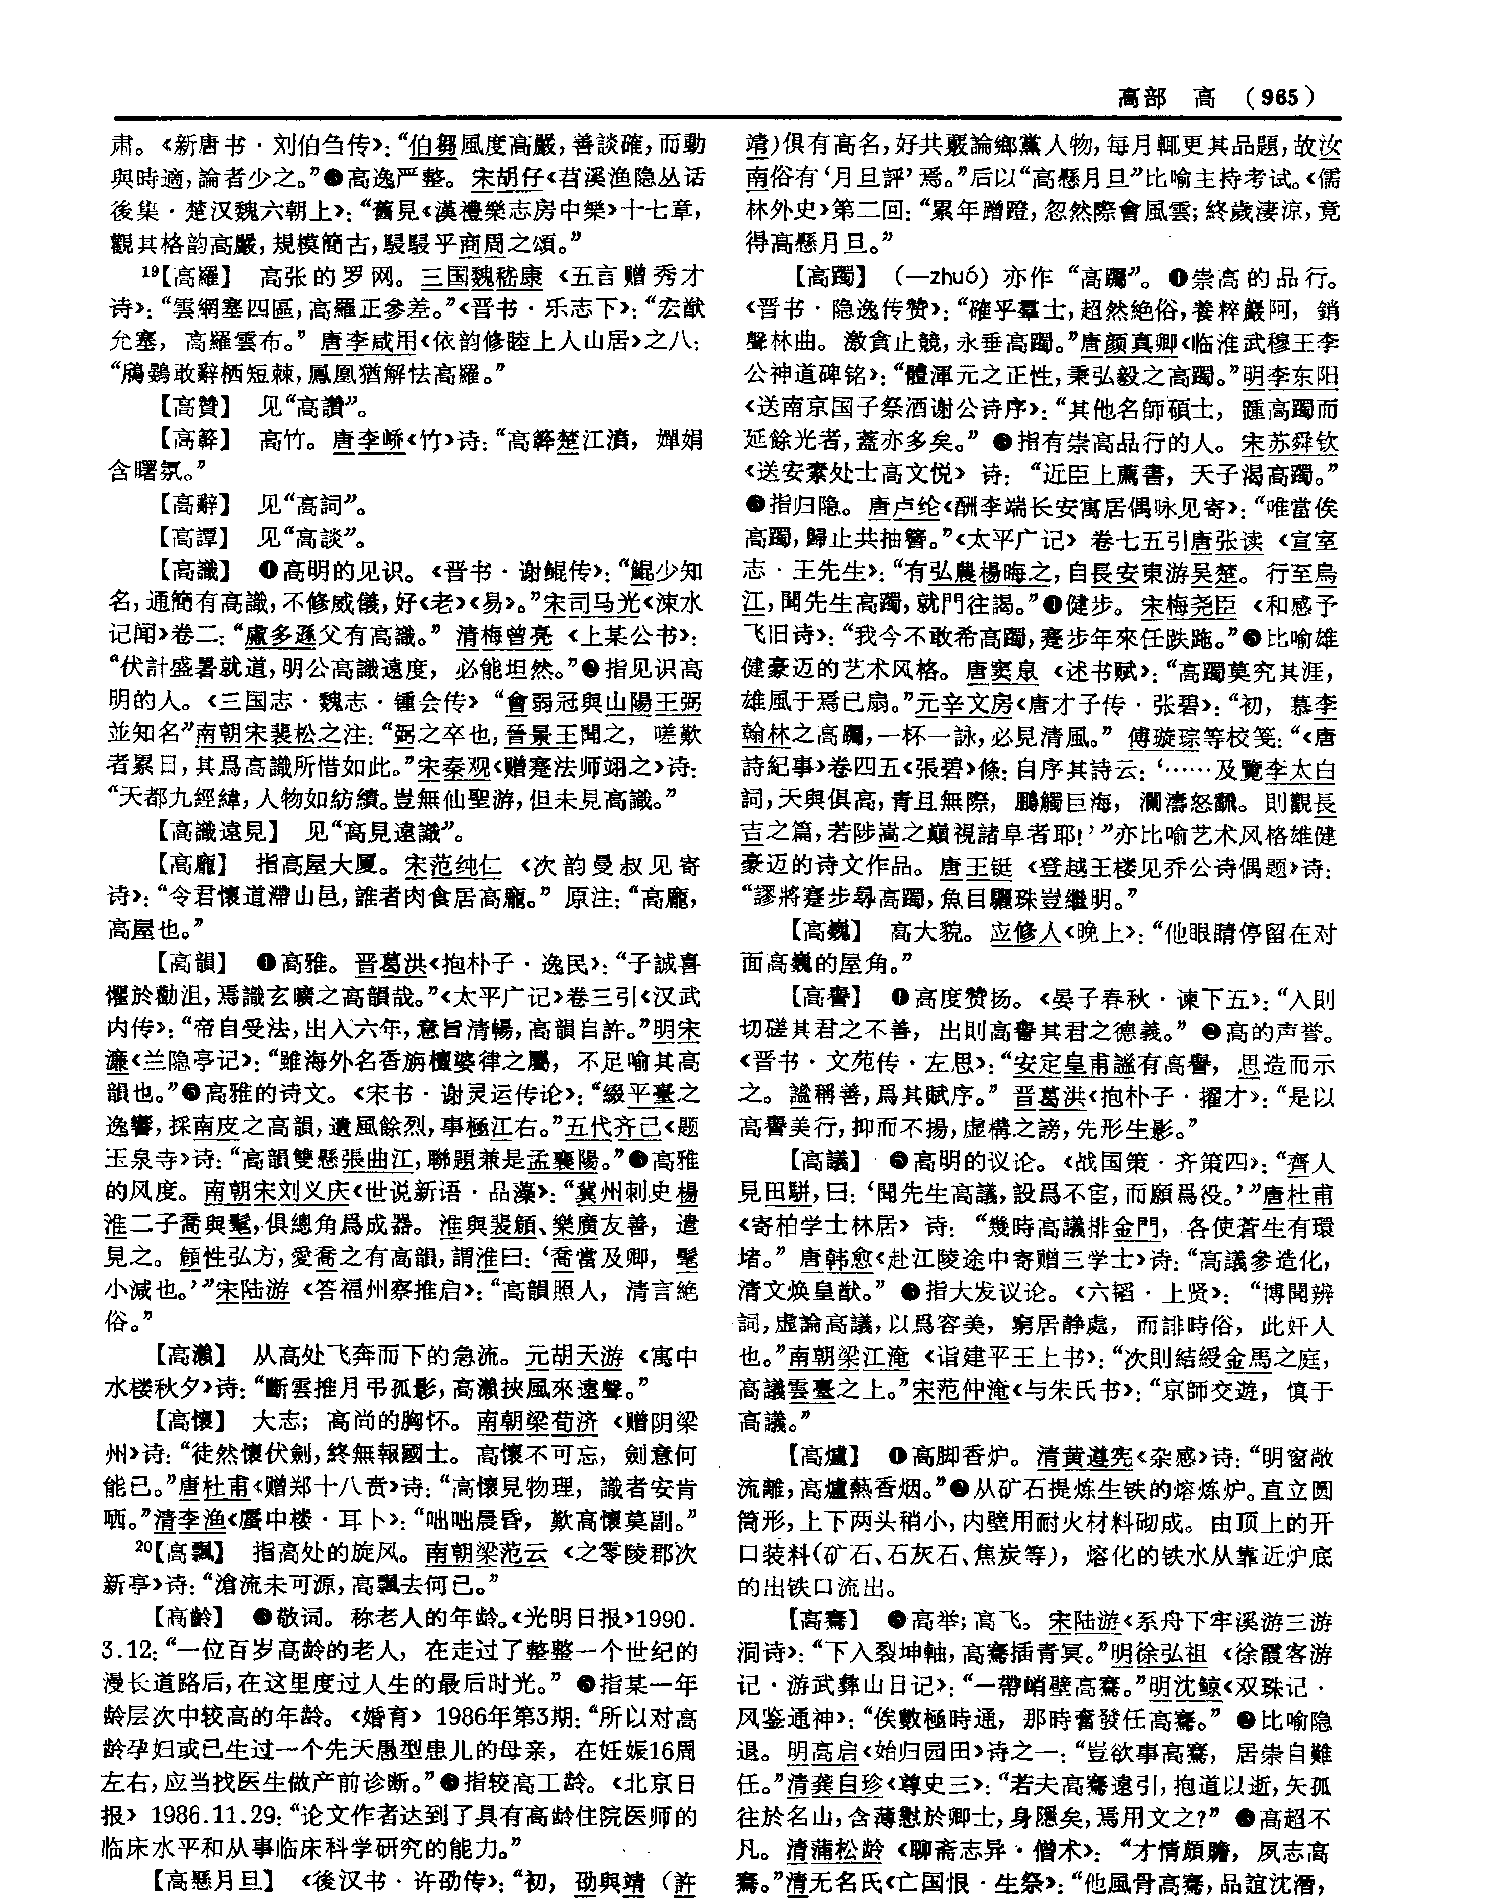 高部 高 (965)
肃。《新唐书·刘伯刍传》：“伯芻風度高嚴，善談確，而動
與時適，論者少之。”❸高逸严整。宋胡仔《苕溪渔隐丛话
後集·楚汉魏六朝上》：“舊見《漢禮樂志房中樂》十七章，
觀其格韵高嚴，規模簡古，駸駸乎商周之頌。”
19【高羅】 高张的罗网。三国魏嵇康《五言赠秀才
诗》：“雲網塞四區，高羅正參差。”《晋书·乐志下》：“宏猷
允塞，高羅雲布。”唐李咸用《依韵修睦上人山居》之八：
“鴟鷃敢辭栖短棘，鳳凰猶解怯高羅。”
【高贊】 见“高讚”。
【高簳】 高竹。唐李峤《竹》诗：“高簳楚江濆，嬋娟
含曙氛。”
【高辭】 见“高詞”。
【高譚】 见“高談”。
【高識】 ❶高明的见识。《晋书·谢鲲传》：“鯤少知
名，通簡有高識，不修威儀，好《老》《易》。”宋司马光《涑水
记闻》卷二：“盧多遜父有高識。”清梅曾亮《上某公书》：
“伏計盛暑就道，明公高識遠度，必能坦然。”❷指见识高
明的人。《三国志·魏志·锺会传》“會弱冠與山陽王弼
並知名”南朝宋裴松之注：“弼之卒也，晉景王聞之，嗟歎
者累日，其爲高識所惜如此。”宋秦观《赠蹇法师翊之》诗：
“天都九經緯，人物如紡績。豈無仙聖游，但未見高識。”
【高識遠見】 见“高見遠識”。
【高龐】 指高屋大厦。宋范纯仁《次韵曼叔见寄
诗》：“令君懷道滯山邑，誰者肉食居高龐。”原注：“高龐，
高屋也。”
【高韻】 ❶高雅。晋葛洪《抱朴子·逸民》：“子誠喜
懼於勸沮，焉識玄曠之高韻哉。”《太平广记》卷三引《汉武
内传》：“帝自受法，出入六年，意旨清暢，高韻自許。”明宋
濂《兰隐亭记》：“雖海外名香旃檀婆律之屬，不足喻其高
韻也。”❷高雅的诗文。《宋书·谢灵运传论》：“綴平臺之
逸響，採南皮之高韻，遺風餘烈，事極江右。”五代齐己《题
玉泉寺》诗：“高韻雙懸張曲江，聯題兼是孟襄陽。”❸高雅
的风度。南朝宋刘义庆《世说新语·品藻》：“冀州刺史楊
淮二子喬與髦，俱總角爲成器。淮與裴頠、樂廣友善，遣
見之。頠性弘方，愛喬之有高韻，謂淮曰：‘喬當及卿，髦
小減也。’”宋陆游《答福州察推启》：“高韻照人，清言絶
俗。”
【高瀨】 从高处飞奔而下的急流。元胡天游《寓中
水楼秋夕》诗：“斷雲推月弔孤影，高瀨挾風來遠聲。”
【高懷】 大志；高尚的胸怀。南朝梁荀济《赠阴梁
州》诗：“徒然懷伏劍，終無報國士。高懷不可忘，劍意何
能已。”唐杜甫《赠郑十八贲》诗：“高懷見物理，識者安肯
哂。”清李渔《蜃中楼·耳卜》：“咄咄晨昏，歎高懷莫副。”
20【高飄】 指高处的旋风。南朝梁范云《之零陵郡次
新亭》诗：“滄流未可源，高飄去何已。”
【高龄】 ❶敬词。称老人的年龄。《光明日报》1990.
3.12：“一位百岁高龄的老人，在走过了整整一个世纪的
漫长道路后，在这里度过人生的最后时光。” ❷指某一年
龄层次中较高的年龄。《婚育》1986年第3期：“所以对高
龄孕妇或已生过一个先天愚型患儿的母亲，在妊娠16周
左右，应当找医生做产前诊断。”❸指较高工龄。《北京日
报》1986.11.29：“论文作者达到了具有高龄住院医师的
临床水平和从事临床科学研究的能力。”
【高懸月旦】 《後汉书·许劭传》：“初，劭與靖（許
靖）俱有高名，好共覈論鄉黨人物，每月輒更其品題，故汝
南俗有‘月旦評’焉。”后以“高懸月旦”比喻主持考试。《儒
林外史》第二回：“累年蹭蹬，忽然際會風雲；終歲淒涼，竟
得高懸月旦。”
【高躅】 （—zhuó）亦作“高躅”。❶崇高的品行。
《晋书·隐逸传赞》：“確乎羣士，超然絶俗，養粹巖阿，銷
聲林曲。激貪止競，永垂高躅。”唐颜真卿《临淮武穆王李
公神道碑铭》：“體渾元之正性，秉弘毅之高躅。”明李东阳
《送南京国子祭酒谢公诗序》：“其他名師碩士，踵高躅而
延餘光者，蓋亦多矣。” ❷指有崇高品行的人。宋苏舜钦
《送安素处士高文悦》诗：“近臣上薦書，天子渴高躅。”
❸指归隐。唐卢纶《酬李端长安寓居偶咏见寄》：“唯當俟
高躅，歸止共抽簪。”《太平广记》卷七五引唐张读《宣室
志·王先生》：“有弘農楊晦之，自長安東游吴楚。行至烏
江，聞先生高躅，就門往謁。”❹健步。宋梅尧臣《和感予
飞旧诗》：“我今不敢希高躅，蹇步年來任跌跎。”❺比喻雄
健豪迈的艺术风格。唐窦臮《述书赋》：“高躅莫究其涯，
雄風于焉已扇。”元辛文房《唐才子传·张碧》：“初，慕李
翰林之高躅，一杯一詠，必見清風。”傅璇琮等校笺：“《唐
詩紀事》卷四五《張碧》條：自序其詩云：‘……及覽李太白
詞，天與俱高，青且無際，鵬觸巨海，瀾濤怒翻。則觀長
吉之篇，若陟嵩之巔視諸阜者耶！’”亦比喻艺术风格雄健
豪迈的诗文作品。唐王铤《登越王楼见乔公诗偶题》诗：
“謬將蹇步尋高躅，魚目驪珠豈繼明。”
【高巍】 高大貌。应修人《晚上》：“他眼睛停留在对
面高巍的屋角。”
【高譽】 ❶高度赞扬。《晏子春秋·谏下五》：“入則
切磋其君之不善，出則高譽其君之德義。” ❷高的声誉。
《晋书·文苑传·左思》：“安定皇甫謐有高譽，思造而示
之。謐稱善，爲其賦序。”晋葛洪《抱朴子·擢才》：“是以
高譽美行，抑而不揚，虚構之謗，先形生影。”
【高議】 ❶高明的议论。《战国策·齐策四》：“齊人
見田駢，曰：‘聞先生高議，設爲不宦，而願爲役。’”唐杜甫
《寄柏学士林居》诗：“幾時高議排金門，各使蒼生有環
堵。”唐韩愈《赴江陵途中寄赠三学士》诗：“高議參造化，
清文焕皇猷。” ❷指大发议论。《六韬·上贤》：“博聞辨
詞，虚論高議，以爲容美，窮居静處，而誹時俗，此奸人
也。”南朝梁江淹《诣建平王上书》：“次則結綬金馬之庭，
高議雲臺之上。”宋范仲淹《与朱氏书》：“京師交遊，慎于
高議。”
【高爐】 ❶高脚香炉。清黄遵宪《杂感》诗：“明窗敞
流離，高爐爇香烟。”❷从矿石提炼生铁的熔炼炉。直立圆
筒形，上下两头稍小，内壁用耐火材料砌成。由顶上的开
口装料（矿石、石灰石、焦炭等），熔化的铁水从靠近炉底
的出铁口流出。
【高騫】 ❶高举；高飞。宋陆游《系舟下牢溪游三游
洞诗》：“下入裂坤軸，高騫插青冥。”明徐弘祖《徐霞客游
记·游武彝山日记》：“一帶峭壁高騫。”明沈鲸《双珠记·
风鉴通神》：“俟數極時通，那時奮發任高騫。” ❷比喻隐
退。明高启《始归园田》诗之一：“豈欲事高騫，居崇自難
任。”清龚自珍《尊史三》：“若夫高騫遠引，抱道以逝，矢孤
往於名山，含薄懟於卿士，身隱矣，焉用文之？” ❸高超不
凡。清蒲松龄《聊斋志异·僧术》：“才情頗贍，夙志高
騫。”清无名氏《亡国恨·生祭》：“他風骨高騫，品誼沈潛，